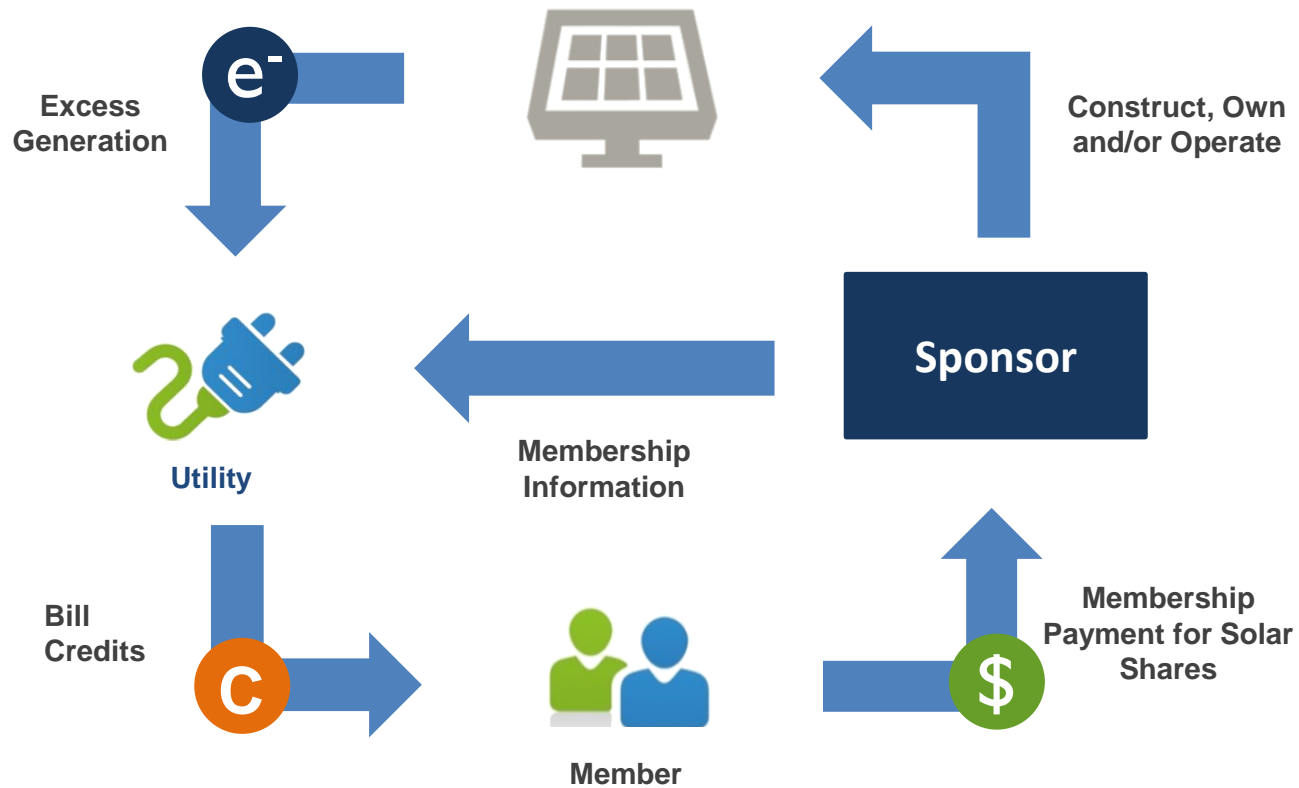 e-
Excess
Generation
Construct, Own
and/or Operate
Sponsor
Membership
Information
Utility
Bill
Credits
C
Membership
Payment for Solar
Shares
$
Member